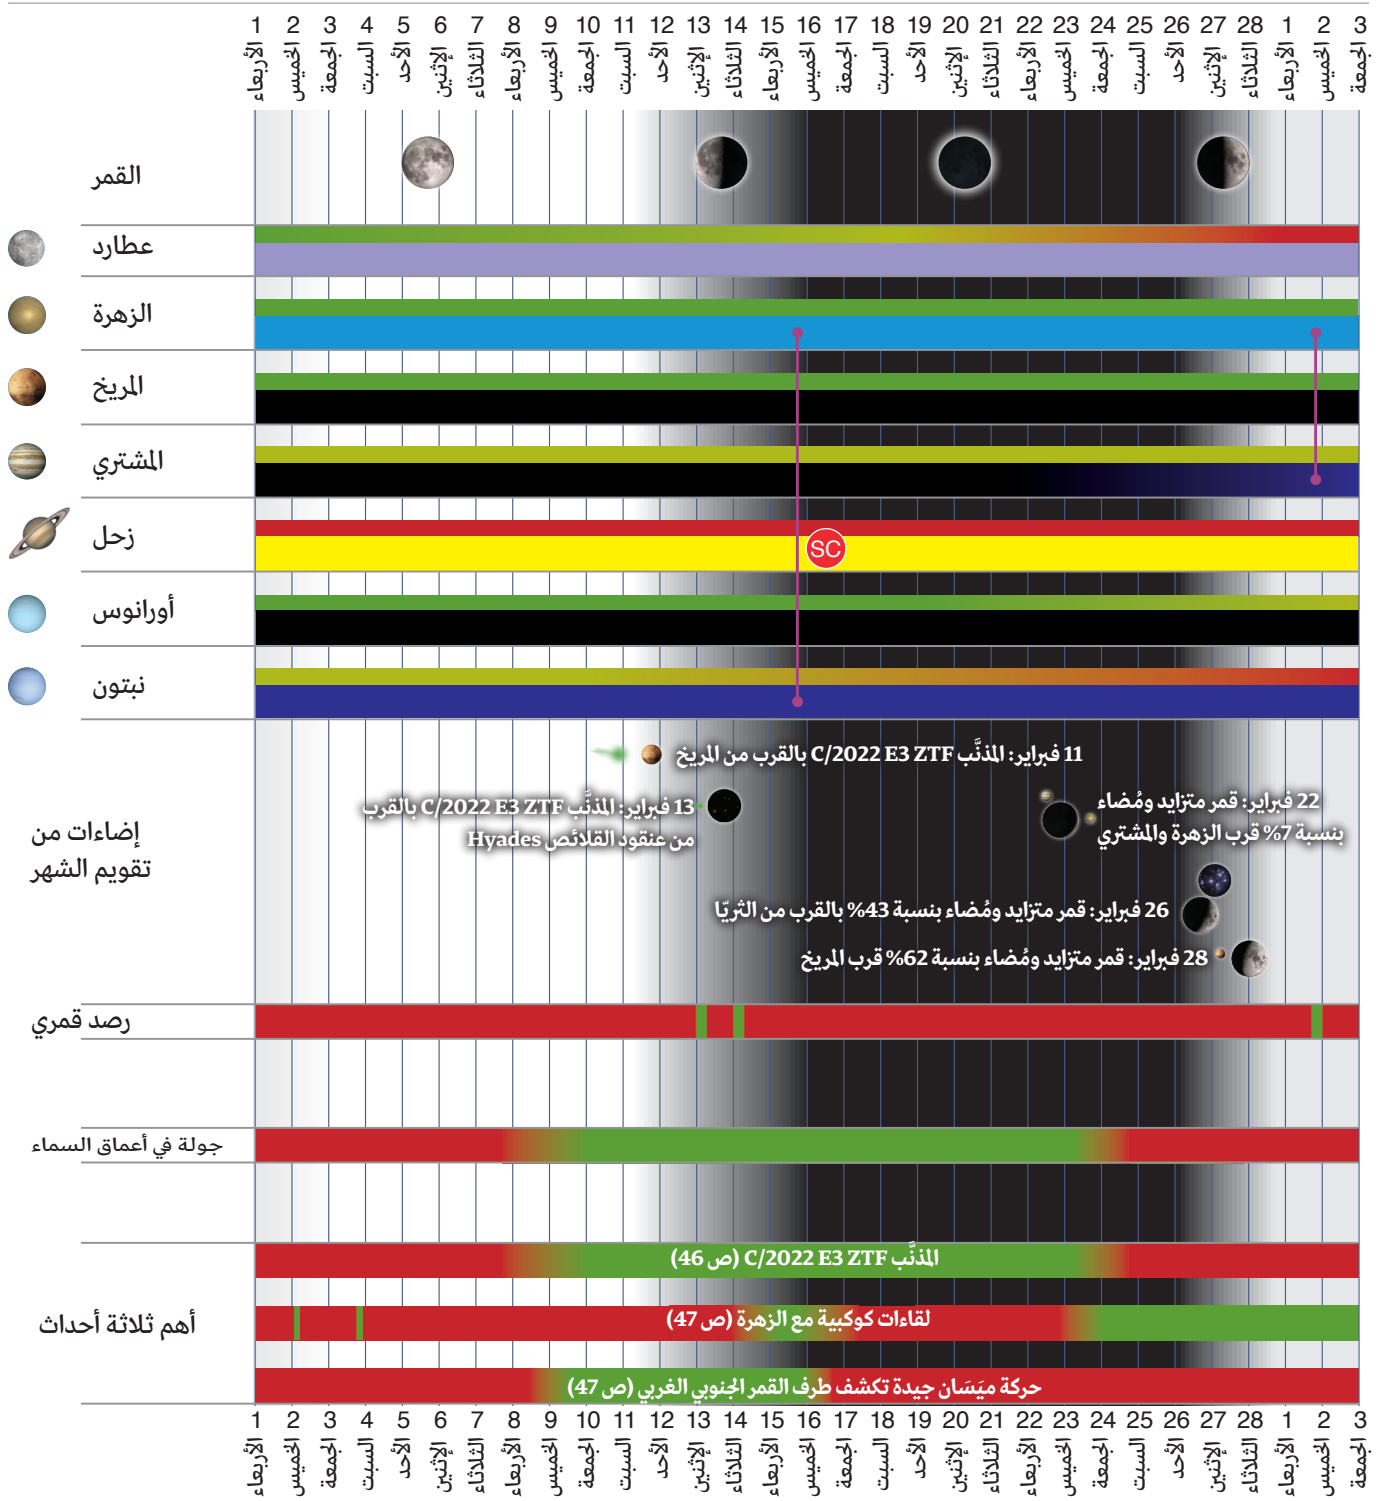 1 2 3 4 5 6 7 8 9 10 11 12 13 14 15 16 17 18 19 20 21 22 23 24 25 26 27 28 1 2 3
الأربعاء الخميس الجمعة السبت الأحد الإثنين الثلاثاء الأربعاء الخميس الجمعة السبت الأحد الإثنين الثلاثاء الأربعاء الخميس الجمعة السبت الأحد الإثنين الثلاثاء الأربعاء الخميس الجمعة السبت الأحد الإثنين الثلاثاء الأربعاء الخميس الجمعة
القمر
عطارد
الزهرة
المريخ
المشتري
زحل
SC
أورانوس
نبتون
إضاءات من
تقويم الشهر
11 فبراير: المذنَّب C/2022 E3 ZTF بالقرب من المريخ
13 فبراير: المذنَّب C/2022 E3 ZTF بالقرب
من عنقود القلائص Hyades
22 فبراير: قمر متزايد ومُضاء
بنسبة 7% قرب الزهرة والمشتري
26 فبراير: قمر متزايد ومُضاء بنسبة 43% بالقرب من الثريّا
28 فبراير: قمر متزايد ومُضاء بنسبة 62% قرب المريخ
رصد قمري
جولة في أعماق السماء
أهم ثلاثة أحداث
المذنَّب C/2022 E3 ZTF (ص 46)
لقاءات كوكبية مع الزهرة (ص 47)
حركة ميَسَان جيدة تكشف طرف القمر الجنوبي الغربي (ص 47)
1 2 3 4 5 6 7 8 9 10 11 12 13 14 15 16 17 18 19 20 21 22 23 24 25 26 27 28 1 2 3
الأربعاء الخميس الجمعة السبت الأحد الإثنين الثلاثاء الأربعاء الخميس الجمعة السبت الأحد الإثنين الثلاثاء الأربعاء الخميس الجمعة السبت الأحد الإثنين الثلاثاء الأربعاء الخميس الجمعة السبت الأحد الإثنين الثلاثاء الأربعاء الخميس الجمعة